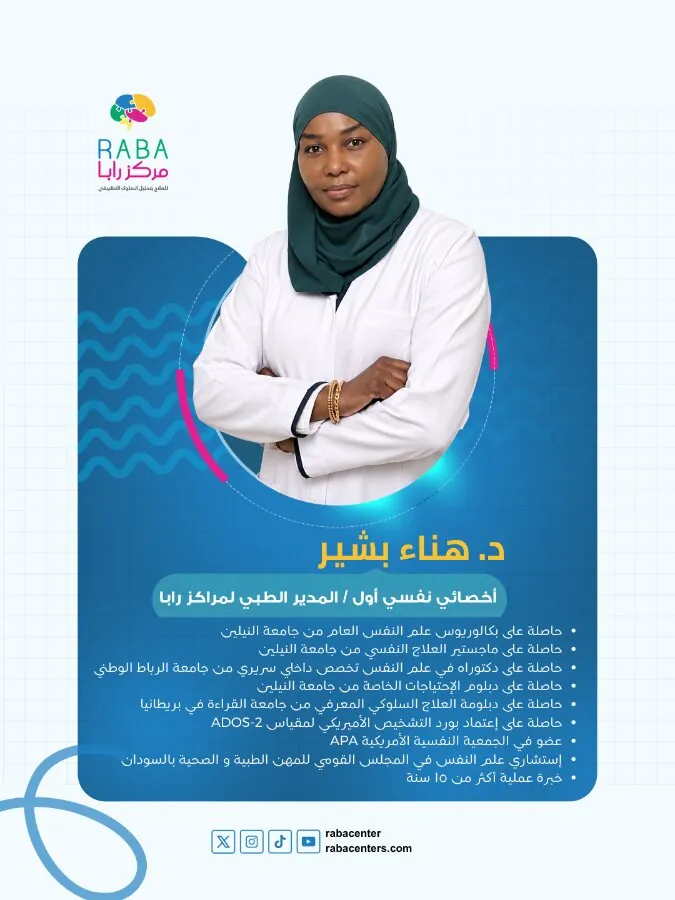 RABA
مركز رابا
د. هناء بشير
أخصائي نفسي أول / المدير الطبي لمراكز رابا
• حاصلة على بكالوريوس علم النفس العام من جامعة النيلين
• حاصلة على ماجستير العلاج النفسي من جامعة النيلين
• حاصلة على دكتوراه في علم النفس تخصص داخلي سريري من جامعة الرباط الوطني
• حاصلة على دبلوم الإحتياجات الخاصة من جامعة النيلين
• حاصلة على دبلومة العلاج السلوكي المعرفي من جامعة القراءة في بريطانيا
• حاصلة على إعتماد بورد التشخيص الأميريكي لمقياس ADOS-2
• عضو في الجمعية النفسية الأمريكية APA
• إستشاري علم النفس في المجلس القومي للمهن الطبية و الصحية بالسودان
• خبرة عملية أكثر من ١٥ سنة
rabacenter
rabacenters.com